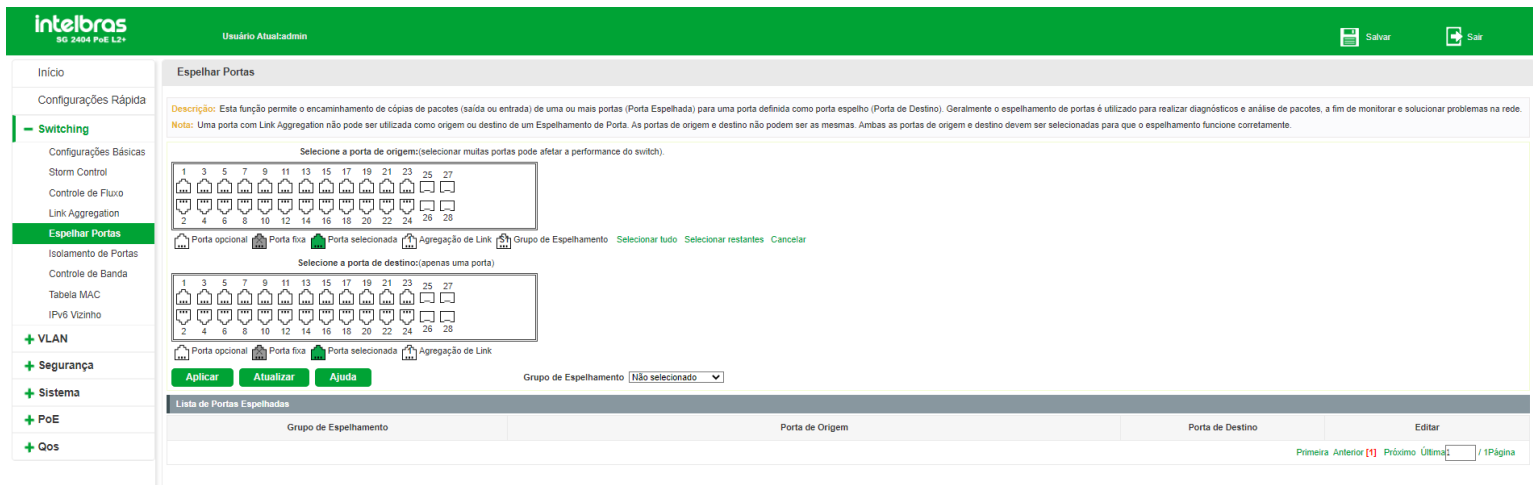 intelbras
SG 2404 PoE L2+
Usuário Atual:admin
Salvar
Sair
Início
Configurações Rápida
Switching
Configurações Básicas
Storm Control
Controle de Fluxo
Link Aggregation
Espelhar Portas
Isolamento de Portas
Controle de Banda
Tabela MAC
IPv6 Vizinho
VLAN
Segurança
Sistema
PoE
Qos
Espelhar Portas
Descrição: Esta função permite o encaminhamento de cópias de pacotes (saída ou entrada) de uma ou mais portas (Porta Espelhada) para uma porta definida como porta espelho (Porta de Destino). Geralmente o espelhamento de portas é utilizado para realizar diagnósticos e análise de pacotes, a fim de monitorar e solucionar problemas na rede.
Nota: Uma porta com Link Aggregation não pode ser utilizada como origem ou destino de um Espelhamento de Porta. As portas de origem e destino não podem ser as mesmas. Ambas as portas de origem e destino devem ser selecionadas para que o espelhamento funcione corretamente.
Selecione a porta de origem:(selecionar muitas portas pode afetar a performance do switch).
1 3 5 7 9 11 13 15 17 19 21 23 25 27
2 4 6 8 10 12 14 16 18 20 22 24 26 28
Porta opcional Porta fixa Porta selecionada 1 Agregação de Link S1 Grupo de Espelhamento Selecionar tudo Selecionar restantes Cancelar
Selecione a porta de destino:(apenas uma porta)
1 3 5 7 9 11 13 15 17 19 21 23 25 27
2 4 6 8 10 12 14 16 18 20 22 24 26 28
Porta opcional Porta fixa Porta selecionada 1 Agregação de Link
Aplicar Atualizar Ajuda Grupo de Espelhamento Não selecionado
Lista de Portas Espelhadas
Grupo de Espelhamento Porta de Origem Porta de Destino Editar
Primeira Anterior [1] Próximo Última 1 / 1Página